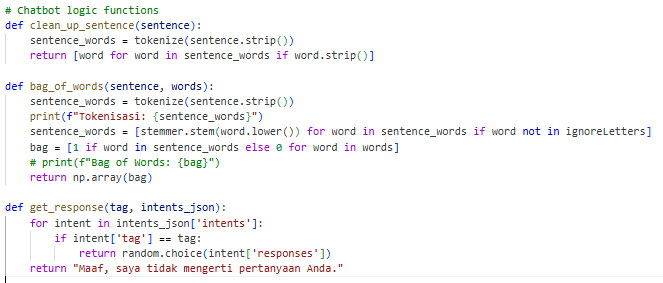 # Chatbot logic functions
def clean_up_sentence(sentence):
    sentence_words = tokenize(sentence.strip())
    return [word for word in sentence_words if word.strip()]

def bag_of_words(sentence, words):
    sentence_words = tokenize(sentence.strip())
    print(f"Tokenisasi: {sentence_words}")
    sentence_words = [stemmer.stem(word.lower()) for word in sentence_words if word not in ignoreLetters]
    bag = [1 if word in sentence_words else 0 for word in words]
    # print(f"Bag of Words: {bag}")
    return np.array(bag)

def get_response(tag, intents_json):
    for intent in intents_json['intents']:
        if intent['tag'] == tag:
            return random.choice(intent['responses'])
    return "Maaf, saya tidak mengerti pertanyaan Anda."